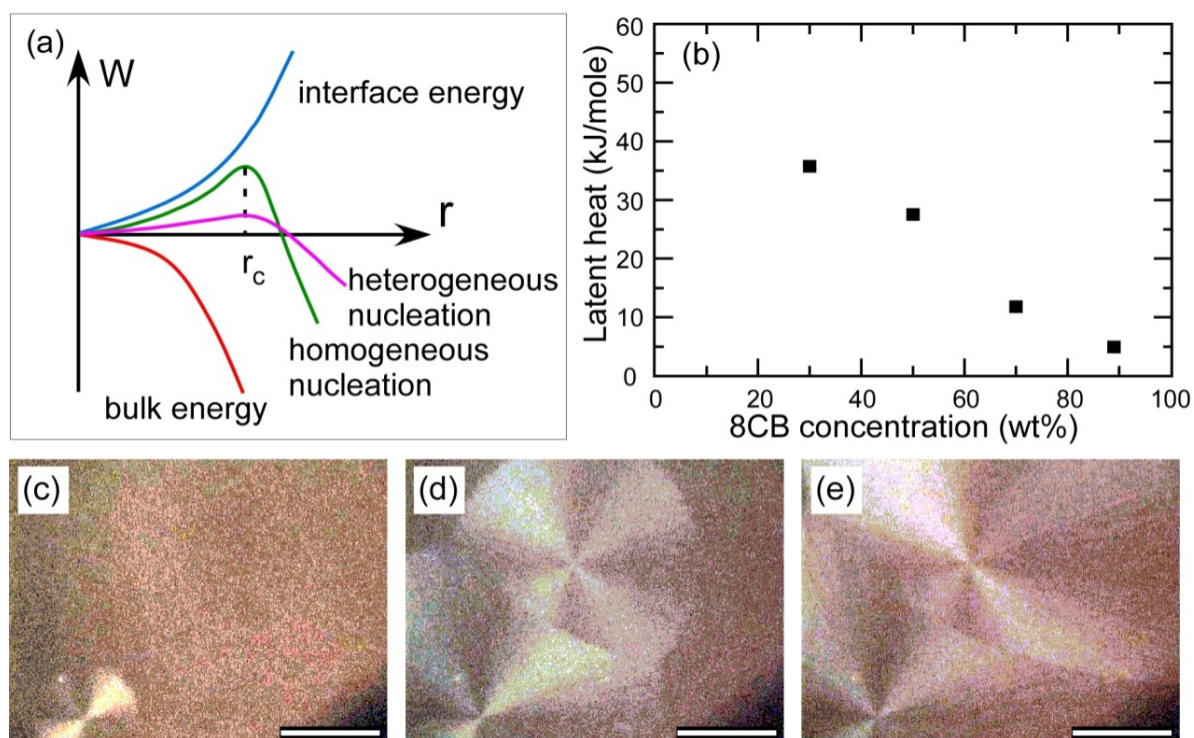 (a)
W
interface energy
r
r_c
heterogeneous
nucleation
homogeneous
nucleation
bulk energy
(b)
Latent heat (kJ/mole)
60
50
40
30
20
10
0
0 20 40 60 80 100
8CB concentration (wt%)
(c)
(d)
(e)